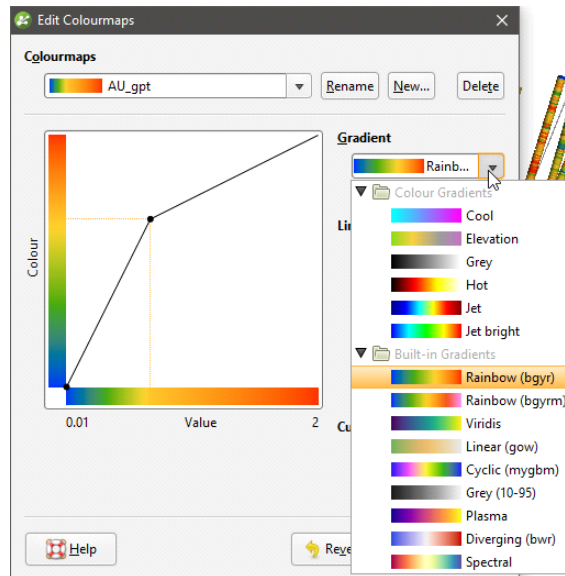 Edit Colourmaps
Colourmaps
AU_gpt
Rename
New...
Delete
Gradient
Rainb...
Colour Gradients
Cool
Elevation
Grey
Hot
Jet
Jet bright
Built-in Gradients
Rainbow (bgyr)
Rainbow (bgyrm)
Viridis
Linear (gow)
Cyclic (mygbm)
Grey (10-95)
Plasma
Diverging (bwr)
Spectral
Colour
0.01 Value 2
Help